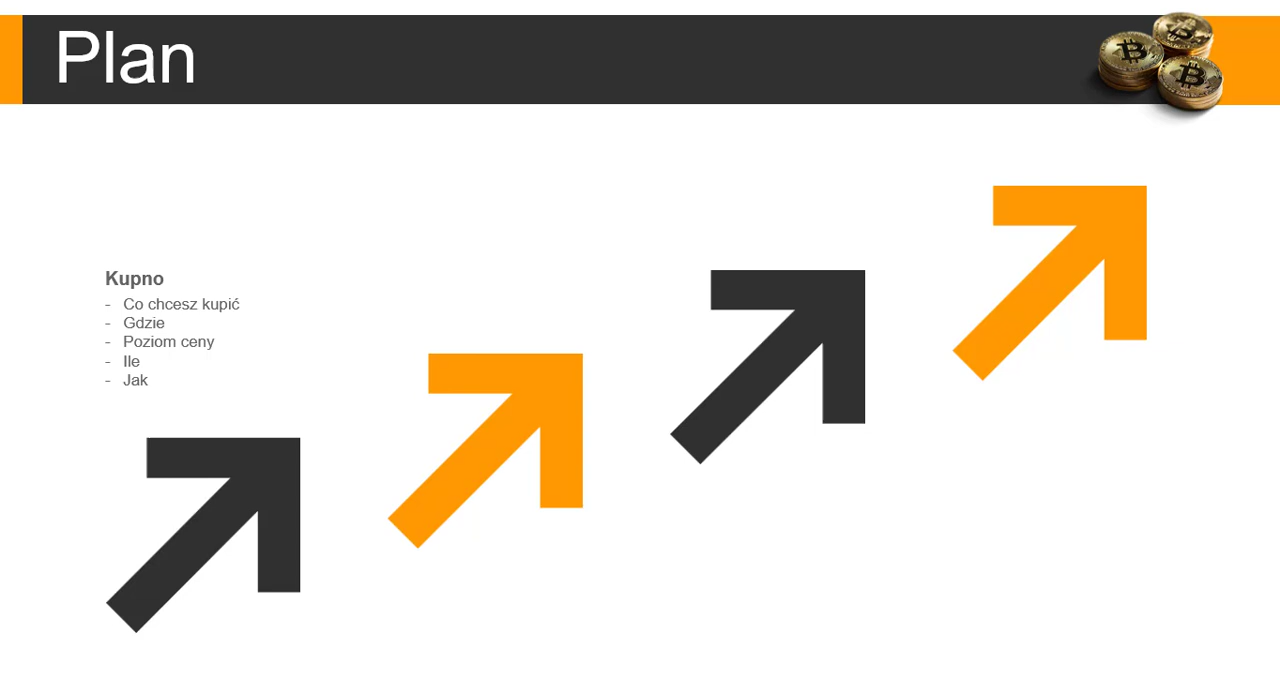 Plan
Kupno
- Co chcesz kupić
- Gdzie
- Poziom ceny
- Ile
- Jak